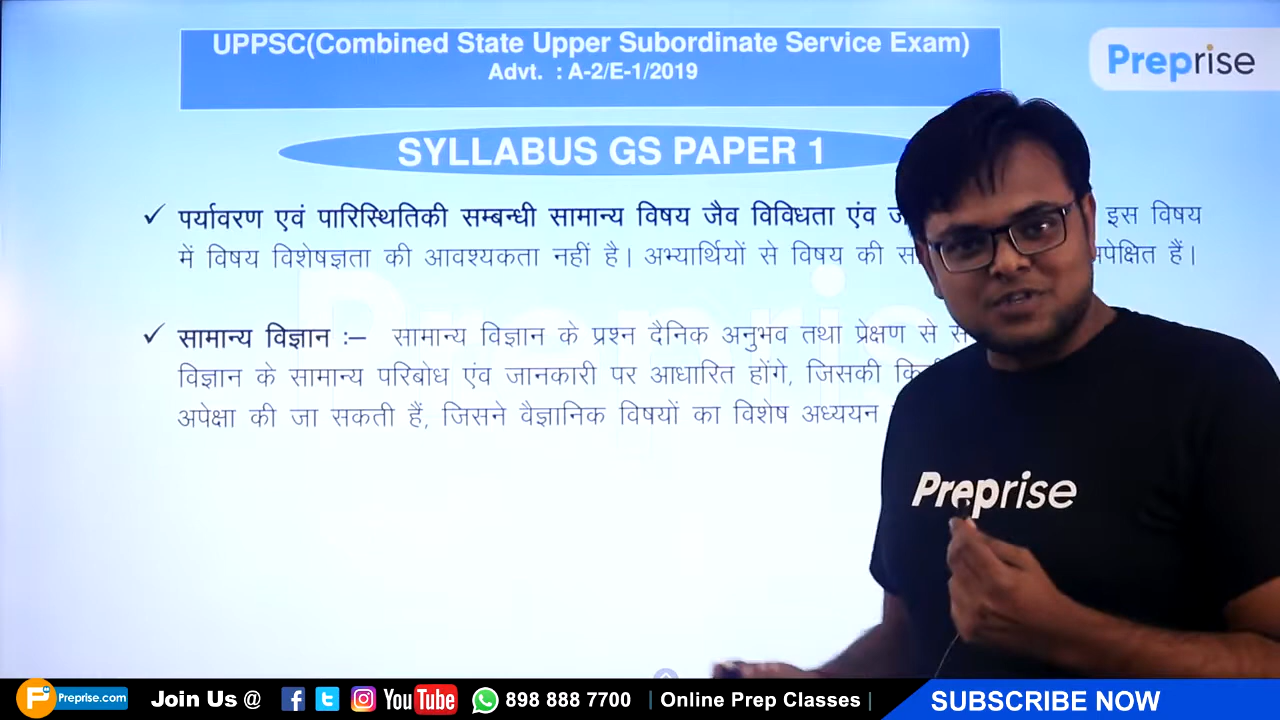 UPPSC(Combined State Upper Subordinate Service Exam)
Advt. : A-2/E-1/2019
Preprise
SYLLABUS GS PAPER 1
✓ पर्यावरण एवं पारिस्थितिकी सम्बन्धी सामान्य विषय जैव विविधता एंव इस विषय
में विषय विशेषज्ञता की आवश्यकता नहीं है। अभ्यार्थियों से विषय की हैं।
✓ सामान्य विज्ञान :– सामान्य विज्ञान के प्रश्न दैनिक अनुभव तथा प्रेक्षण से
विज्ञान के सामान्य परिबोध एंव जानकारी पर आधारित होंगे, जिसकी
अपेक्षा की जा सकती हैं, जिसने वैज्ञानिक विषयों का विशेष अध्ययन
Preprise
Preprise
Preprise.com Join Us @ YouTube 898 888 7700 | Online Prep Classes | SUBSCRIBE NOW